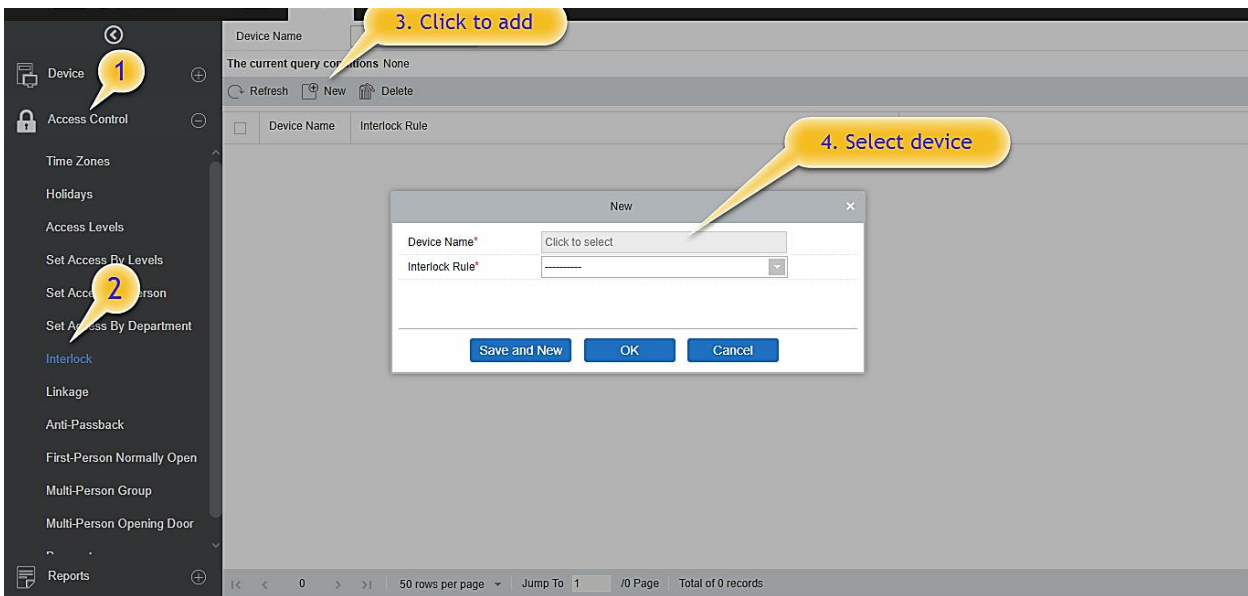 3. Click to add
Device Name
The current query conditions None
1
Device
Refresh New Delete
Access Control
Device Name Interlock Rule
4. Select device
Time Zones
Holidays
Access Levels
Set Access By Levels
2
Set Acce erson
Set Access By Department
Interlock
Linkage
Anti-Passback
First-Person Normally Open
Multi-Person Group
Multi-Person Opening Door
Reports
New
Device Name* Click to select
Interlock Rule* ----------
Save and New OK Cancel
|< < 0 > >| 50 rows per page Jump To 1 /0 Page Total of 0 records